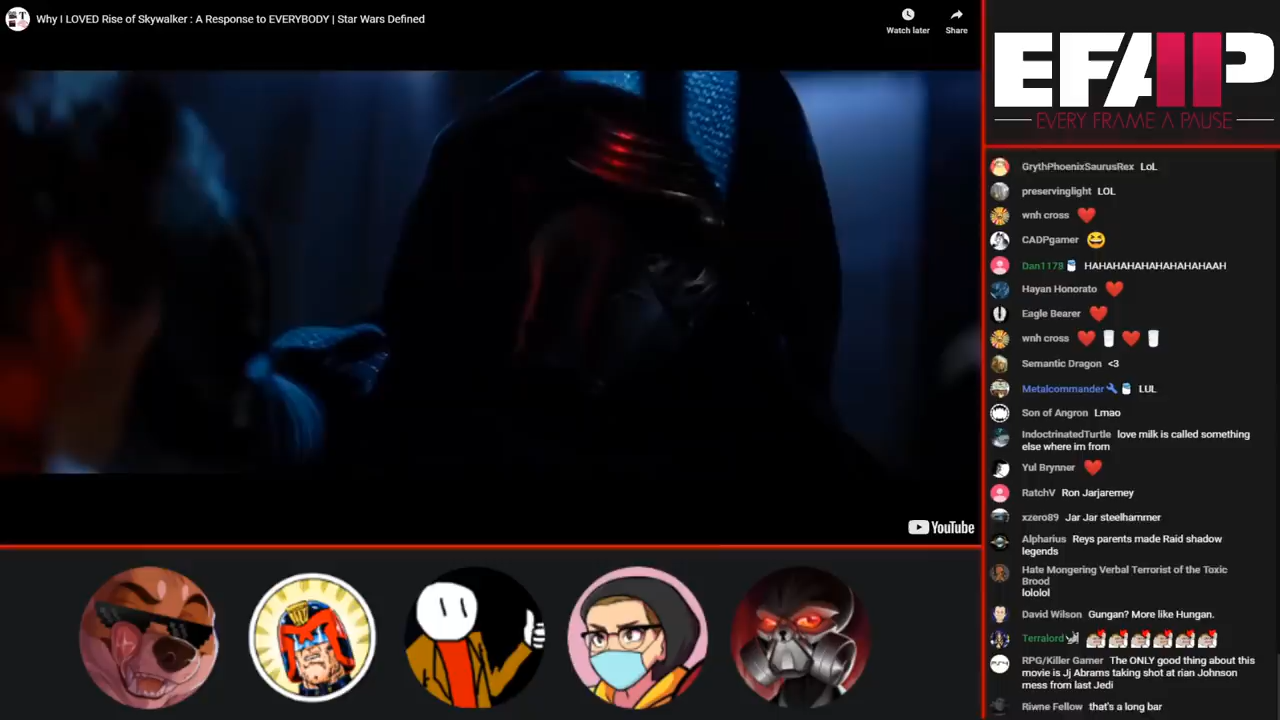 Why I LOVED Rise of Skywalker : A Response to EVERYBODY | Star Wars Defined
Watch later
Share
YouTube
EFAP
EVERY FRAME A PAUSE
GrythPhoenixSaurusRex LoL
preservinglight LOL
wnh cross
CADPgamer
Dan1178 HAHAHAHAHAHAHAHAAH
Hayan Honorato
Eagle Bearer
wnh cross
Semantic Dragon <3
Metalcommander LUL
Son of Angron Lmao
IndoctrinatedTurtle love milk is called something
else where im from
Yul Brynner
RatchV Ron Jarjaremey
xzero89 Jar Jar steelhammer
Alpharius Reys parents made Raid shadow
legends
Hate Mongering Verbal Terrorist of the Toxic
Brood
lololol
David Wilson Gungan? More like Hungan.
Terralord
RPG/Killer Gamer The ONLY good thing about this
movie is Jj Abrams taking shot at rian Johnson
mess from last Jedi
Riwne Fellow that's a long bar